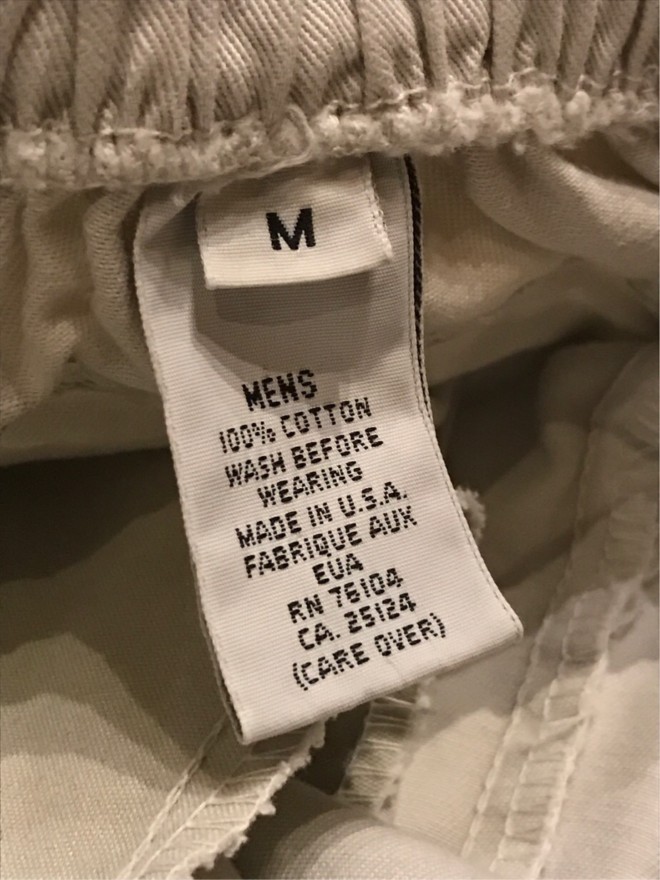 M
MENS
100% COTTON
WASH BEFORE
WEARING
MADE IN U.S.A.
FABRIQUE AUX
EUA
RN 76104
CA. 25124
(CARE OVER)